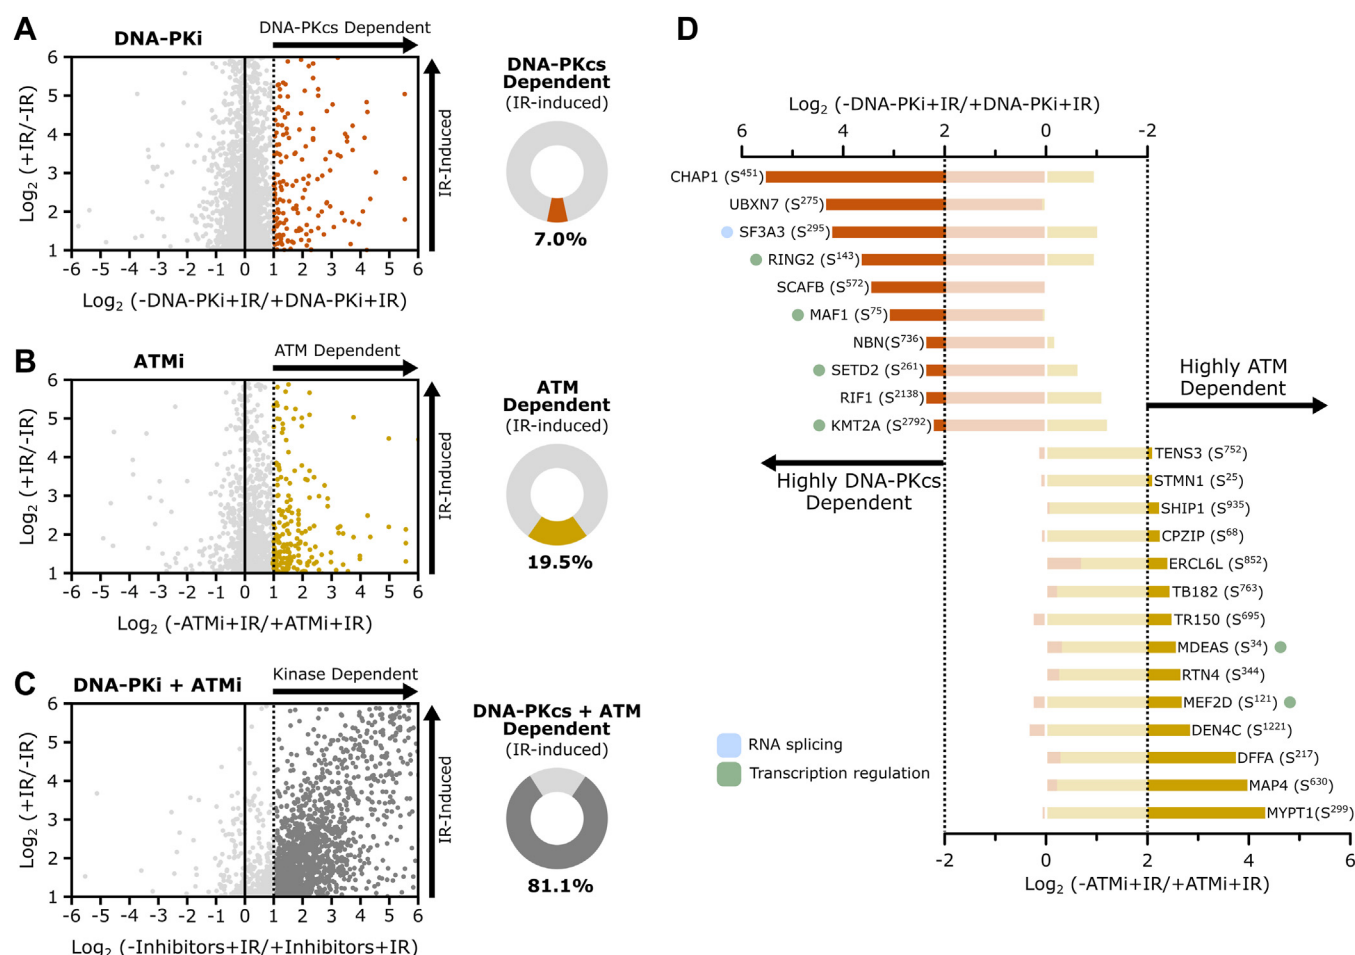 A
DNA-PKi
DNA-PKcs Dependent
Log2 (+IR/-IR)
6
5
4
3
2
1
-6 -5 -4 -3 -2 -1 0 1 2 3 4 5 6
Log2 (-DNA-PKi+IR/+DNA-PKi+IR)
IR-Induced
DNA-PKcs
Dependent
(IR-induced)
7.0%
B
ATMi
ATM Dependent
Log2 (+IR/-IR)
6
5
4
3
2
1
-6 -5 -4 -3 -2 -1 0 1 2 3 4 5 6
Log2 (-ATMi+IR/+ATMi+IR)
IR-Induced
ATM
Dependent
(IR-induced)
19.5%
C
DNA-PKi + ATMi
Kinase Dependent
Log2 (+IR/-IR)
6
5
4
3
2
1
-6 -5 -4 -3 -2 -1 0 1 2 3 4 5 6
Log2 (-Inhibitors+IR/+Inhibitors+IR)
IR-Induced
DNA-PKcs + ATM
Dependent
(IR-induced)
81.1%
D
Log2 (-DNA-PKi+IR/+DNA-PKi+IR)
6 4 2 0 -2
CHAP1 (S451)
UBXN7 (S275)
SF3A3 (S295)
RING2 (S143)
SCAFB (S572)
MAF1 (S75)
NBN(S736)
SETD2 (S261)
RIF1 (S2138)
KMT2A (S2792)
Highly ATM
Dependent
Highly DNA-PKcs
Dependent
TENS3 (S752)
STMN1 (S25)
SHIP1 (S935)
CPZIP (S68)
ERCL6L (S852)
TB182 (S763)
TR150 (S695)
MDEAS (S34)
RTN4 (S344)
MEF2D (S121)
DEN4C (S1221)
DFFA (S217)
MAP4 (S630)
MYPT1(S299)
RNA splicing
Transcription regulation
-2 0 2 4 6
Log2 (-ATMi+IR/+ATMi+IR)